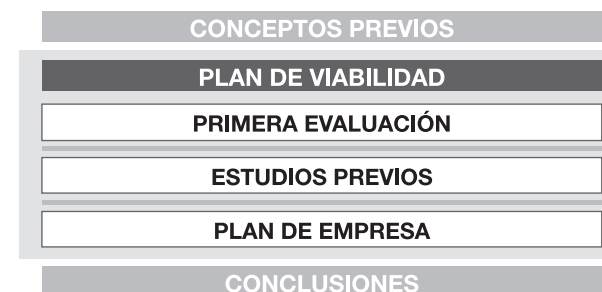 CONCEPTOS PREVIOS
PLAN DE VIABILIDAD
PRIMERA EVALUACIÓN
ESTUDIOS PREVIOS
PLAN DE EMPRESA
CONCLUSIONES